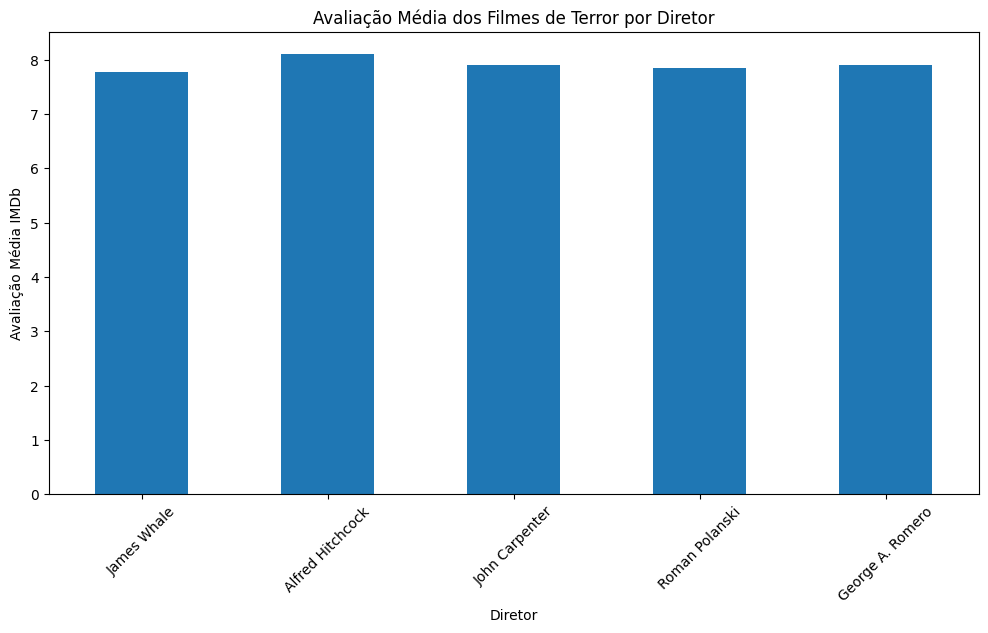 Avaliação Média dos Filmes de Terror por Diretor
Avaliação Média IMDb
8
7
6
5
4
3
2
1
0
James Whale
Alfred Hitchcock
John Carpenter
Roman Polanski
George A. Romero
Diretor